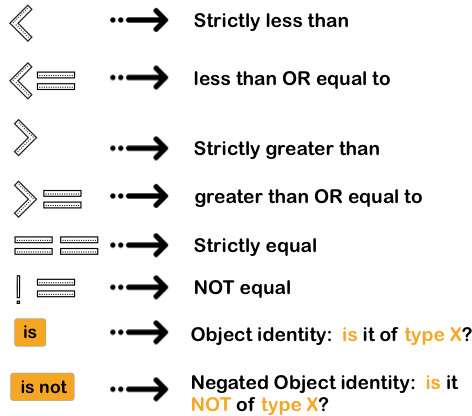 < Strictly less than
<= less than OR equal to
> Strictly greater than
>= greater than OR equal to
== Strictly equal
!= NOT equal
is Object identity: is it of type X?
is not Negated Object identity: is it
NOT of type X?